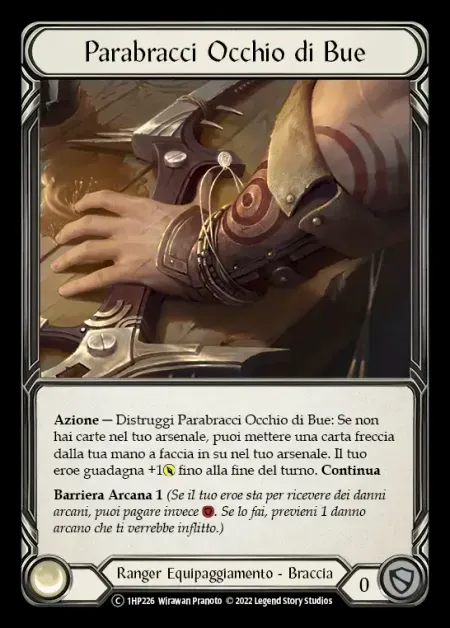 Parabracci Occhio di Bue
Azione — Distruggi Parabracci Occhio di Bue: Se non
hai carte nel tuo arsenale, puoi mettere una carta freccia
dalla tua mano a faccia in su nel tuo arsenale. Il tuo
eroe guadagna +1 fino alla fine del turno. Continua
Barriera Arcana 1 (Se il tuo eroe sta per ricevere dei danni
arcani, puoi pagare invece . Se lo fai, previeni 1 danno
arcano che ti verrebbe inflitto.)
Ranger Equipaggiamento - Braccia
0
C 1HP226 Wirawan Pranoto © 2022 Legend Story Studios